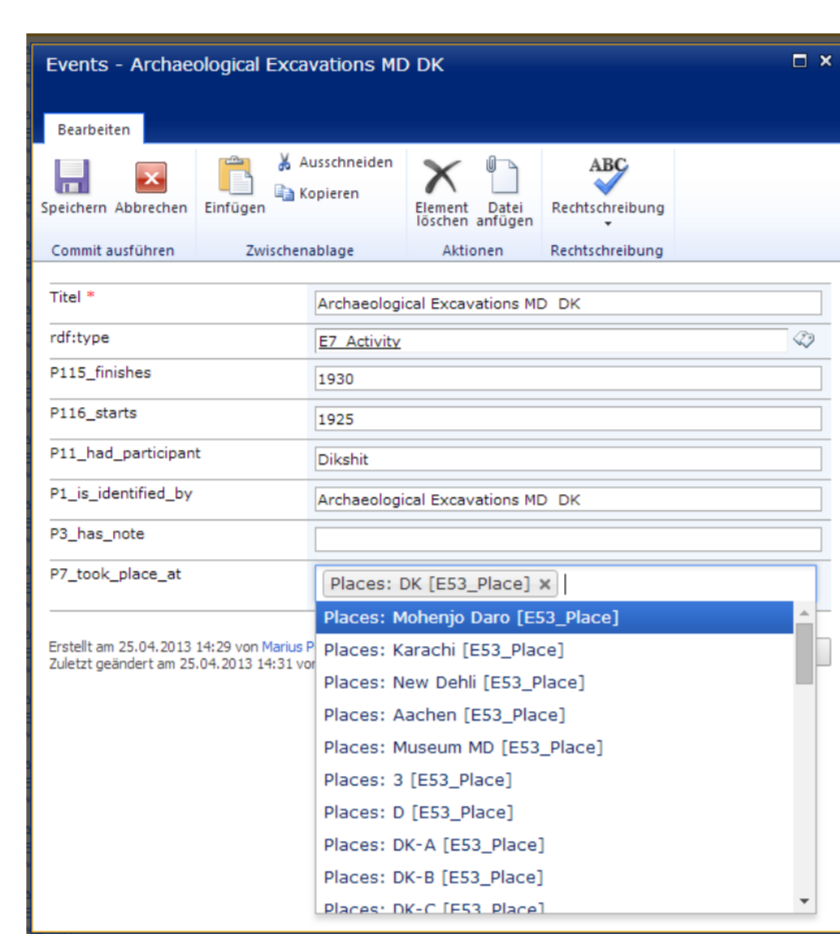 Events - Archaeological Excavations MD DK
Bearbeiten
Speichern Abbrechen Einfügen Ausschneiden Kopieren Element löschen Datei anfügen ABC Rechtschreibung
Commit ausführen Zwischenablage Aktionen Rechtschreibung
Titel * Archaeological Excavations MD DK
rdf:type E7 Activity
P115_finishes 1930
P116_starts 1925
P11_had_participant Dikshit
P1_is_identified_by Archaeological Excavations MD DK
P3_has_note
P7_took_place_at Places: DK [E53_Place] ×
Places: Mohenjo Daro [E53_Place]
Erstellt am 25.04.2013 14:29 von Marius P
Zuletzt geändert am 25.04.2013 14:31 vor
Places: Karachi [E53_Place]
Places: New Dehli [E53_Place]
Places: Aachen [E53_Place]
Places: Museum MD [E53_Place]
Places: 3 [E53_Place]
Places: D [E53_Place]
Places: DK-A [E53_Place]
Places: DK-B [E53_Place]
Places: DK-C [E53_Place]